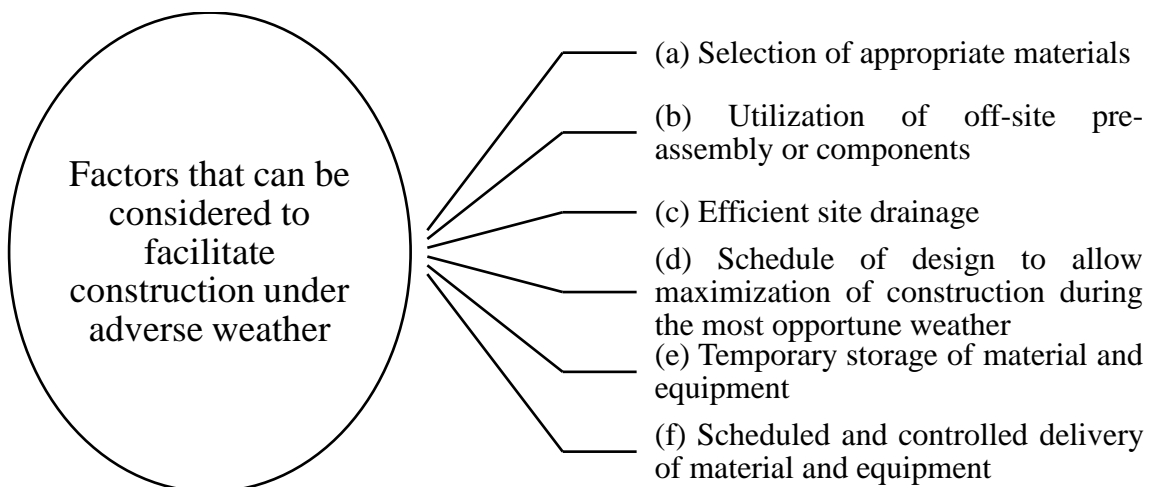 Factors that can be
considered to
facilitate
construction under
adverse weather
(a) Selection of appropriate materials
(b) Utilization of off-site pre-
assembly or components
(c) Efficient site drainage
(d) Schedule of design to allow
maximization of construction during
the most opportune weather
(e) Temporary storage of material and
equipment
(f) Scheduled and controlled delivery
of material and equipment